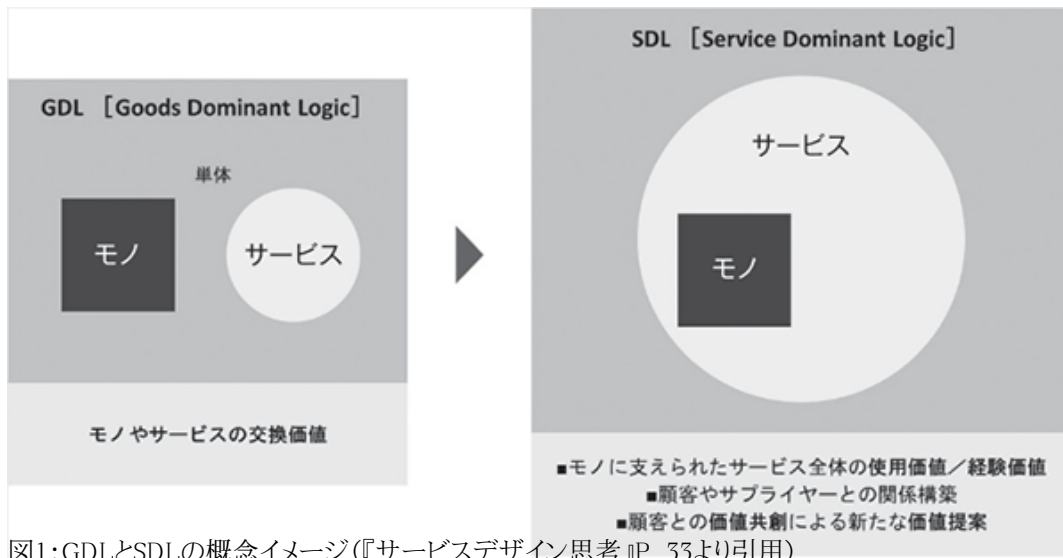 GDL ［Goods Dominant Logic］
単体
モノ
サービス
モノやサービスの交換価値
SDL ［Service Dominant Logic］
サービス
モノ
■モノに支えられたサービス全体の使用価値／経験価値
■顧客やサプライヤーとの関係構築
■顧客との価値共創による新たな価値提案
図1：GDLとSDLの概念イメージ（『サービスデザイン思考』P．33より引用）